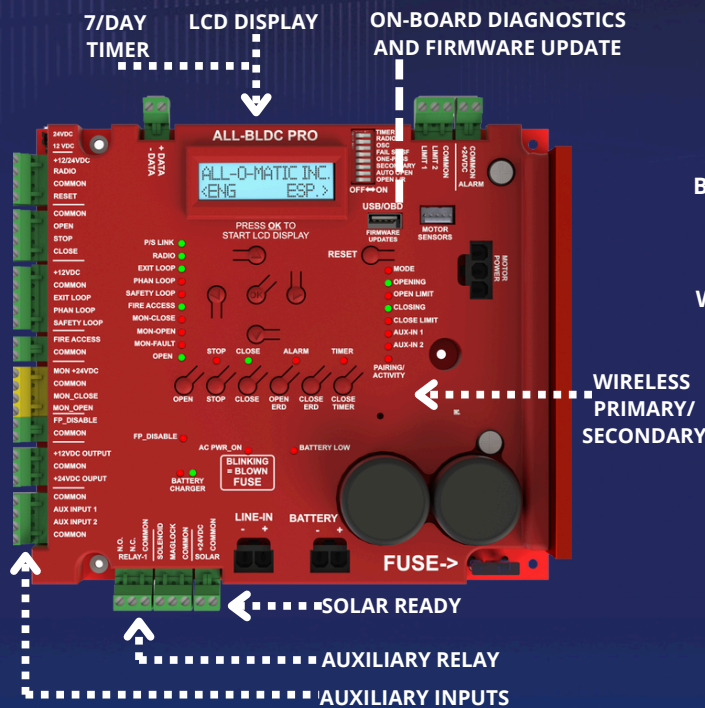 7/DAY
TIMER
LCD DISPLAY
ON-BOARD DIAGNOSTICS
AND FIRMWARE UPDATE
24VDC
12 VDC
+12/24VDC
RADIO
COMMON
RESET
COMMON
OPEN
STOP
CLOSE
+12VDC
COMMON
EXIT LOOP
PHAN LOOP
SAFETY LOOP
FIRE ACCESS
COMMON
MON +24VDC
COMMON
MON_CLOSE
MON_OPEN
FP_DISABLE
COMMON
+12VDC OUTPUT
COMMON
+24VDC OUPUT
COMMON
AUX INPUT 1
AUX INPUT 2
COMMON
+ DATA
- DATA
ALL-BLDC PRO
ALL-O-MATIC INC.
<ENG ESP.>
PRESS OK TO
START LCD DISPLAY
TIMER
RADIO
OSC
ONE-PASS
SECONDARY
AUTO OPEN
OPEN L/R
OFF⟷ON
USB/OBD
FIRMWARE
UPDATES
COMMON
LIMIT 2
LIMIT 1
COMMON
+24VDC
ALARM
MOTOR
SENSORS
MOTOR
POWER
RESET
OK
P/S LINK
RADIO
EXIT LOOP
PHAN LOOP
SAFETY LOOP
FIRE ACCESS
MON-CLOSE
MON-OPEN
MON-FAULT
OPEN
MODE
OPENING
OPEN LIMIT
CLOSING
CLOSE LIMIT
AUX-IN 1
AUX-IN 2
PAIRING/
ACTIVITY
STOP CLOSE ALARM TIMER
OPEN STOP CLOSE OPEN
ERD CLOSE
ERD CLOSE
TIMER
FP_DISABLE
AC PWR_ON
BATTERY LOW
BLINKING
= BLOWN
FUSE
BATTERY
CHARGER
LINE-IN
- +
BATTERY
- +
FUSE->
N.O.
N.C.
COMMON
RELAY-1
SOLENOID
MAGLOCK
COMMON
+24VDC
COMMON
SOLAR
B
W
WIRELESS
PRIMARY/
SECONDARY
SOLAR READY
AUXILIARY RELAY
AUXILIARY INPUTS